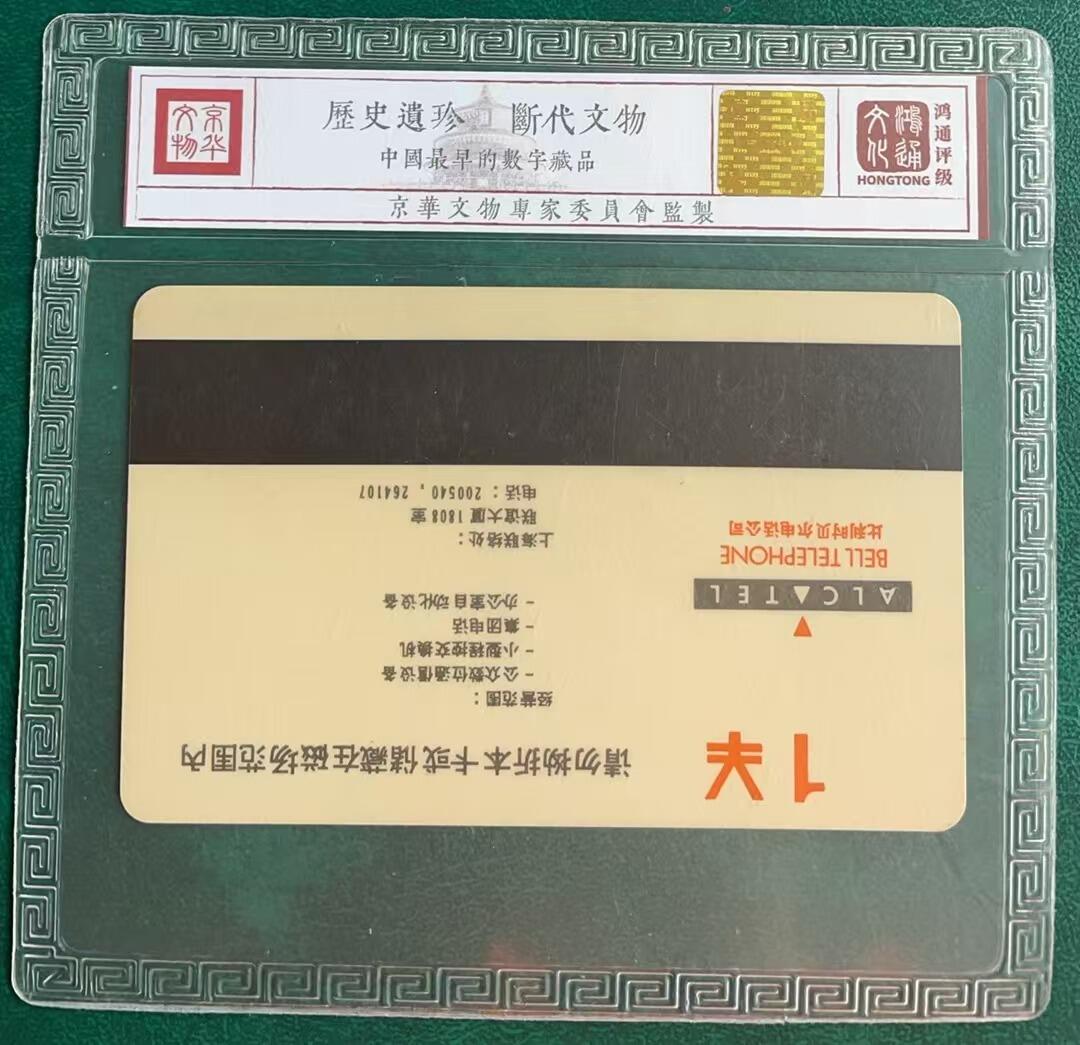 京华
文物
歷史遺珍 斷代文物
中國最早的數字藏品
京華文物專家委員會監製
鸿通
文化
HONGTONG
鸿通评级
1
请勿拗折本卡或储藏在磁场范围内
经营范围：
– 公众数位通信设备
– 小型程控交换机
– 集团电话
– 办公室自动化设备
ALCATEL
BELL TELEPHONE
比利时贝尔电话公司
上海联络处：
联谊大厦 1808 室
电话：200540，264107